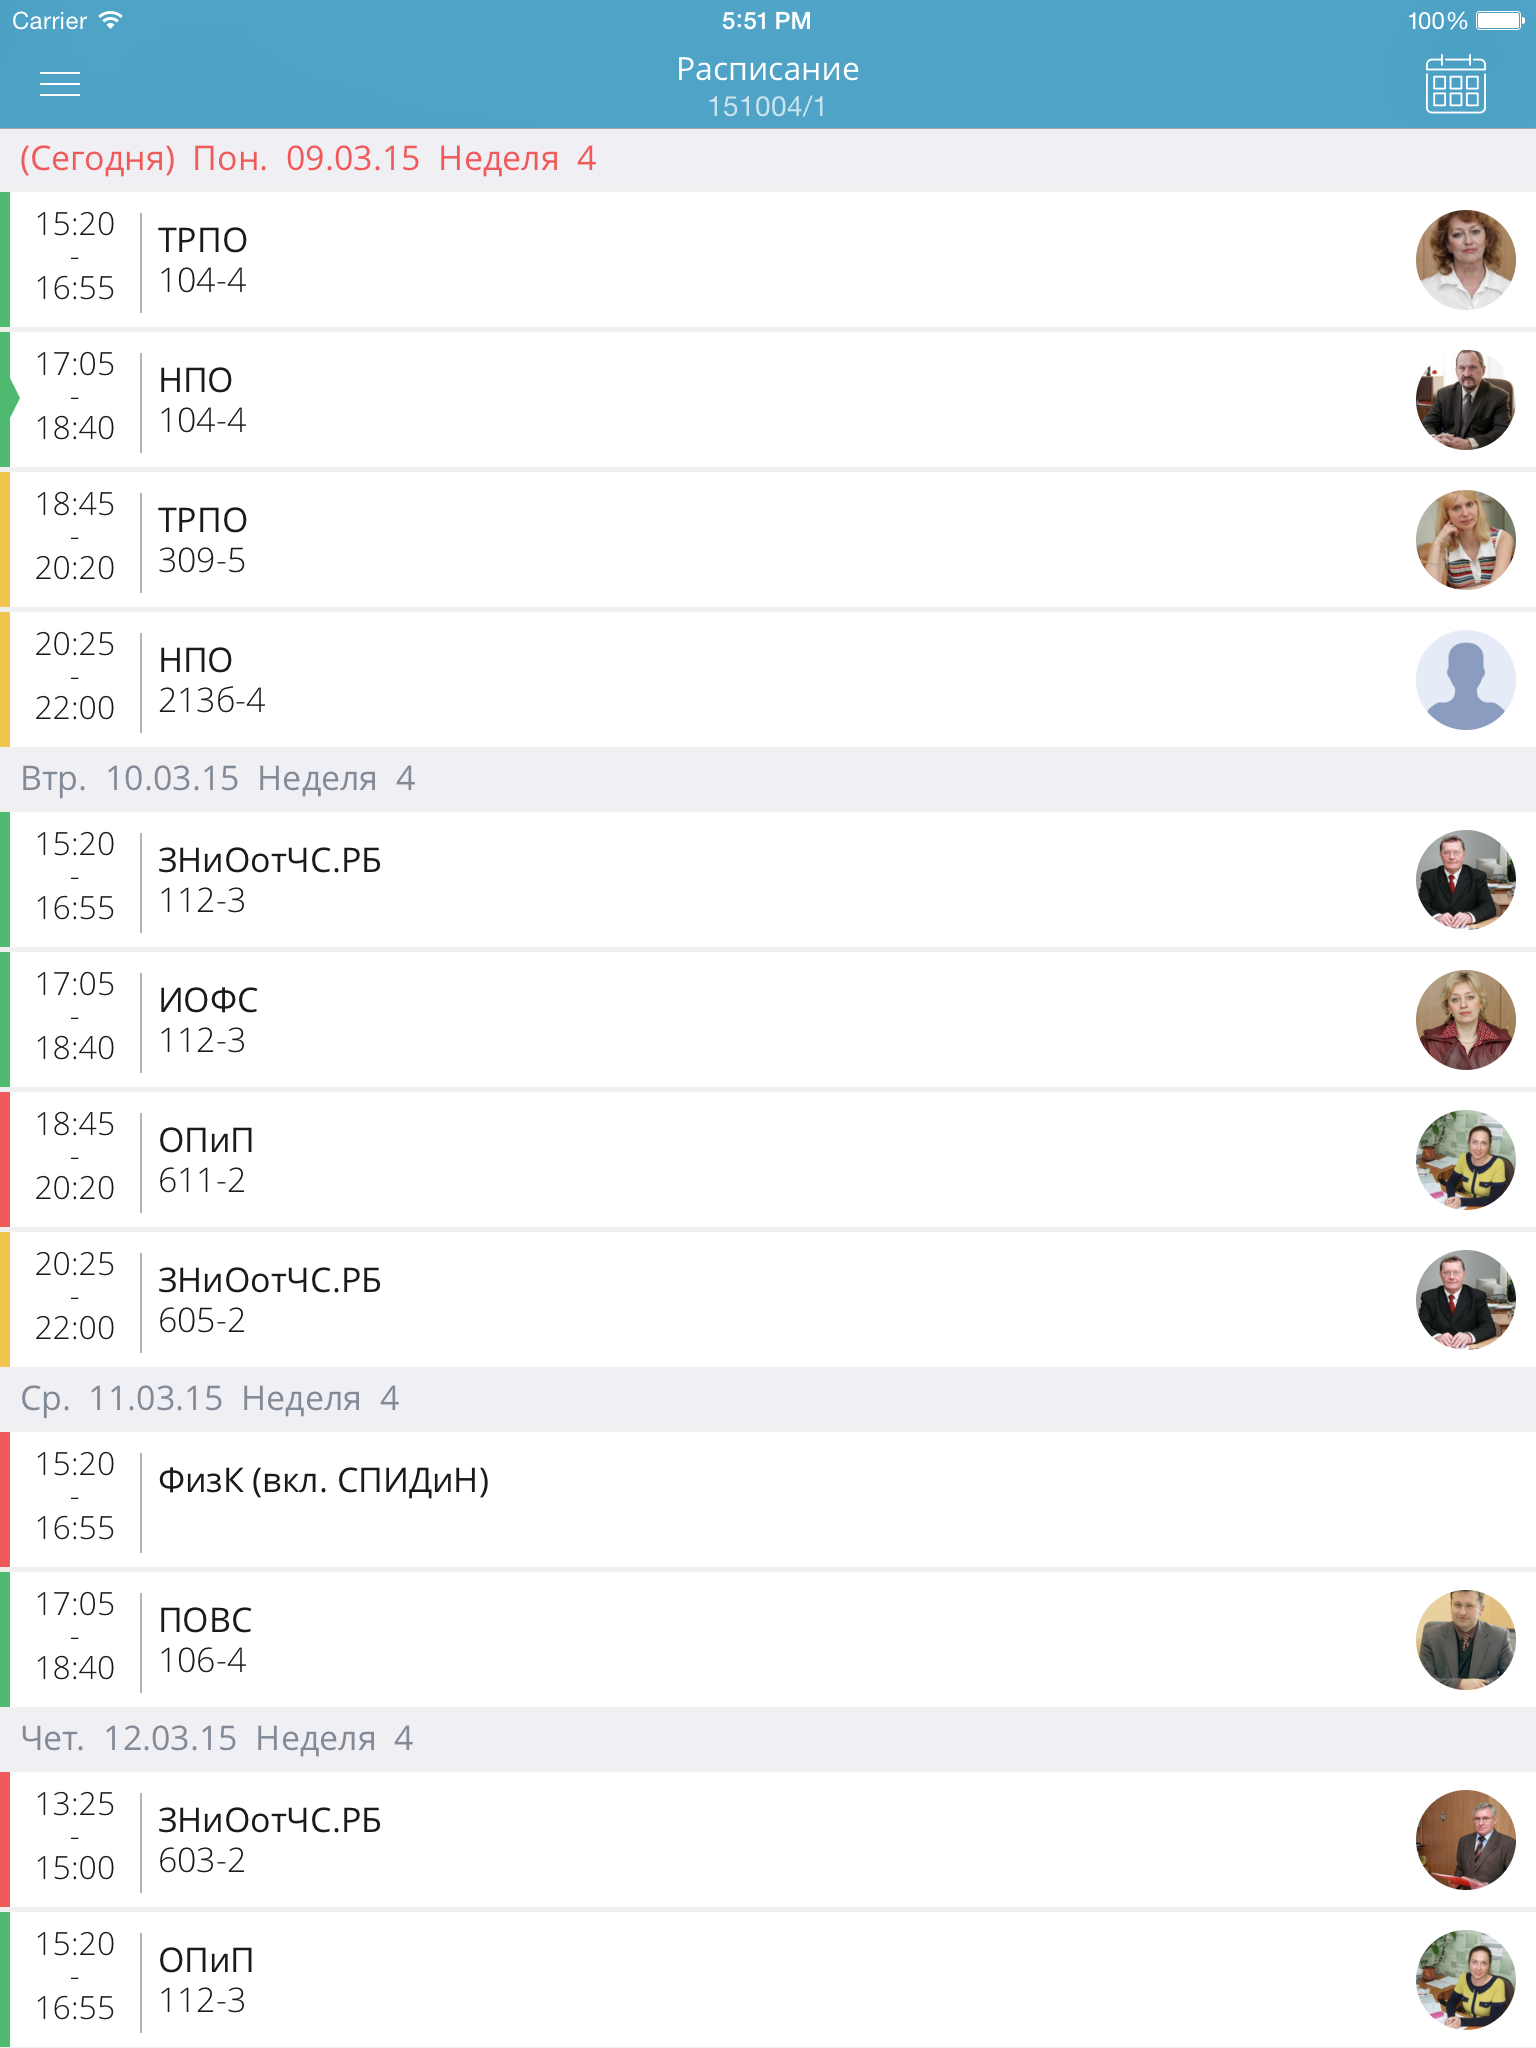 Carrier 5:51 PM 100%
Расписание
151004/1
(Сегодня) Пон. 09.03.15 Неделя 4
15:20
-
16:55
ТРПО
104-4
17:05
-
18:40
НПО
104-4
18:45
-
20:20
ТРПО
309-5
20:25
-
22:00
НПО
2136-4
Втр. 10.03.15 Неделя 4
15:20
-
16:55
ЗНиОотЧС.РБ
112-3
17:05
-
18:40
ИОФС
112-3
18:45
-
20:20
ОПиП
611-2
20:25
-
22:00
ЗНиОотЧС.РБ
605-2
Ср. 11.03.15 Неделя 4
15:20
-
16:55
ФизК (вкл. СПИДиН)
17:05
-
18:40
ПОВС
106-4
Чет. 12.03.15 Неделя 4
13:25
-
15:00
ЗНиОотЧС.РБ
603-2
15:20
-
16:55
ОПиП
112-3